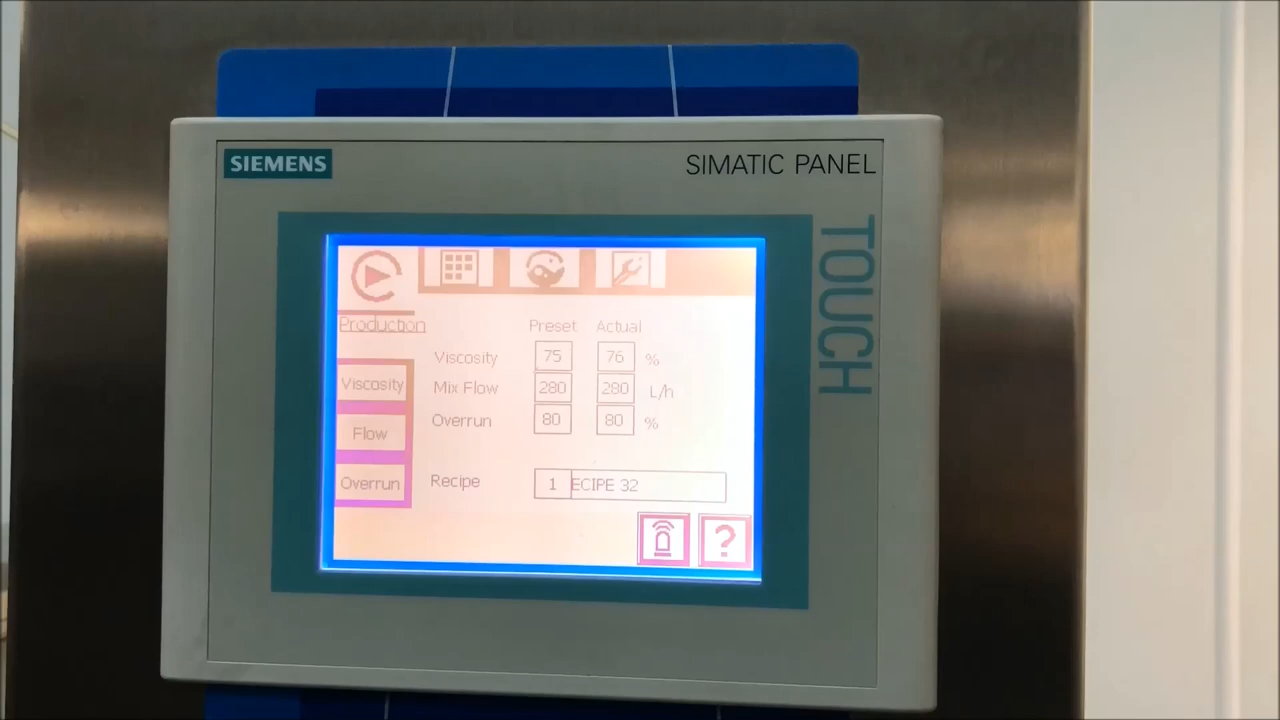 SIEMENS
SIMATIC PANEL
TOUCH
Production
Preset Actual
Viscosity 75 76 %
Mix Flow 280 280 L/h
Overrun 80 80 %
Viscosity
Flow
Overrun
Recipe 1 ECIPE 32
?